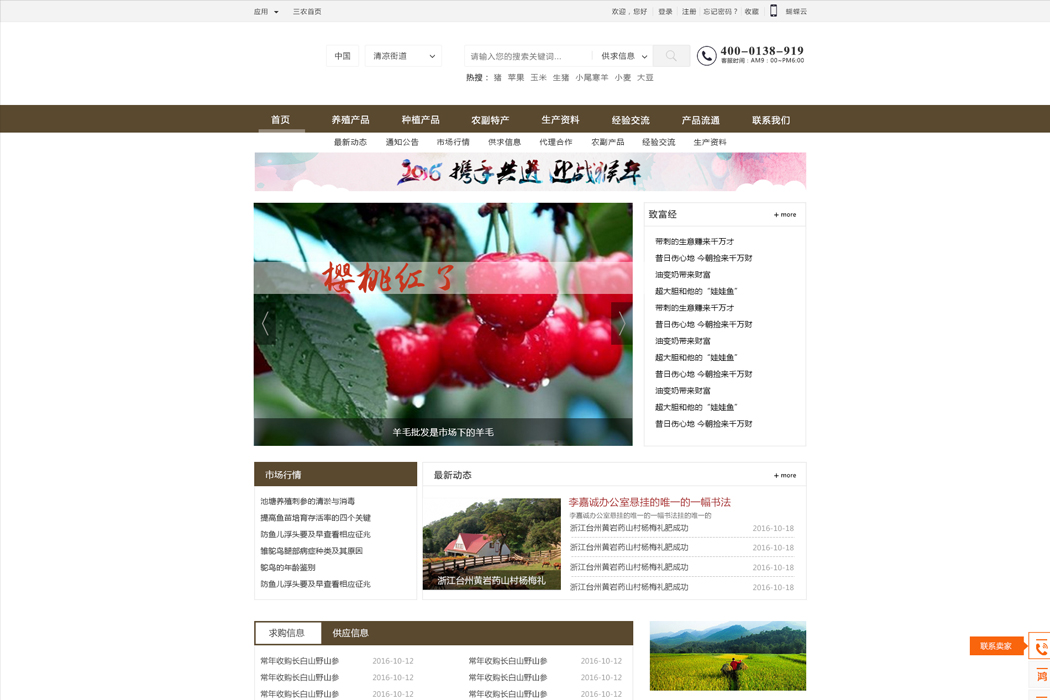 应用 三农首页 欢迎，您好 登录 注册 忘记密码？ 收藏 蝴蝶云
中国 清凉街道 请输入您的搜索关键词... 供求信息 400-0138-919
客服时间：AM9：00~PM6:00
热搜： 猪 苹果 玉米 生猪 小尾寒羊 小麦 大豆
首页 养殖产品 种植产品 农副特产 生产资料 经验交流 产品流通 联系我们
最新动态 通知公告 市场行情 供求信息 代理合作 农副产品 经验交流 生产资料
2016 携手共进 迎战猴年
樱桃红了
羊毛批发是市场下的羊毛
致富经 + more
带刺的生意赚来千万才
昔日伤心地 今朝捡来千万财
油变奶带来财富
超大胆和他的“娃娃鱼”
带刺的生意赚来千万才
昔日伤心地 今朝捡来千万财
油变奶带来财富
超大胆和他的“娃娃鱼”
昔日伤心地 今朝捡来千万财
油变奶带来财富
超大胆和他的“娃娃鱼”
昔日伤心地 今朝捡来千万财
市场行情
池塘养殖刺参的清淤与消毒
提高鱼苗培育存活率的四个关键
防鱼儿浮头要及早查看相应征兆
雏鸵鸟腿部病症种类及其原因
鸵鸟的年龄鉴别
防鱼儿浮头要及早查看相应征兆
最新动态 + more
浙江台州黄岩药山村杨梅礼
李嘉诚办公室悬挂的唯一的一幅书法
李嘉诚办公室悬挂的唯一的一幅书法挂的唯一的
浙江台州黄岩药山村杨梅礼肥成功 2016-10-18
浙江台州黄岩药山村杨梅礼肥成功 2016-10-18
浙江台州黄岩药山村杨梅礼肥成功 2016-10-18
浙江台州黄岩药山村杨梅礼肥成功 2016-10-18
求购信息 供应信息
常年收购长白山野山参 2016-10-12 常年收购长白山野山参 2016-10-12
常年收购长白山野山参 2016-10-12 常年收购长白山野山参 2016-10-12
常年收购长白山野山参 2016-10-12 常年收购长白山野山参 2016-10-12
联系卖家
鸿